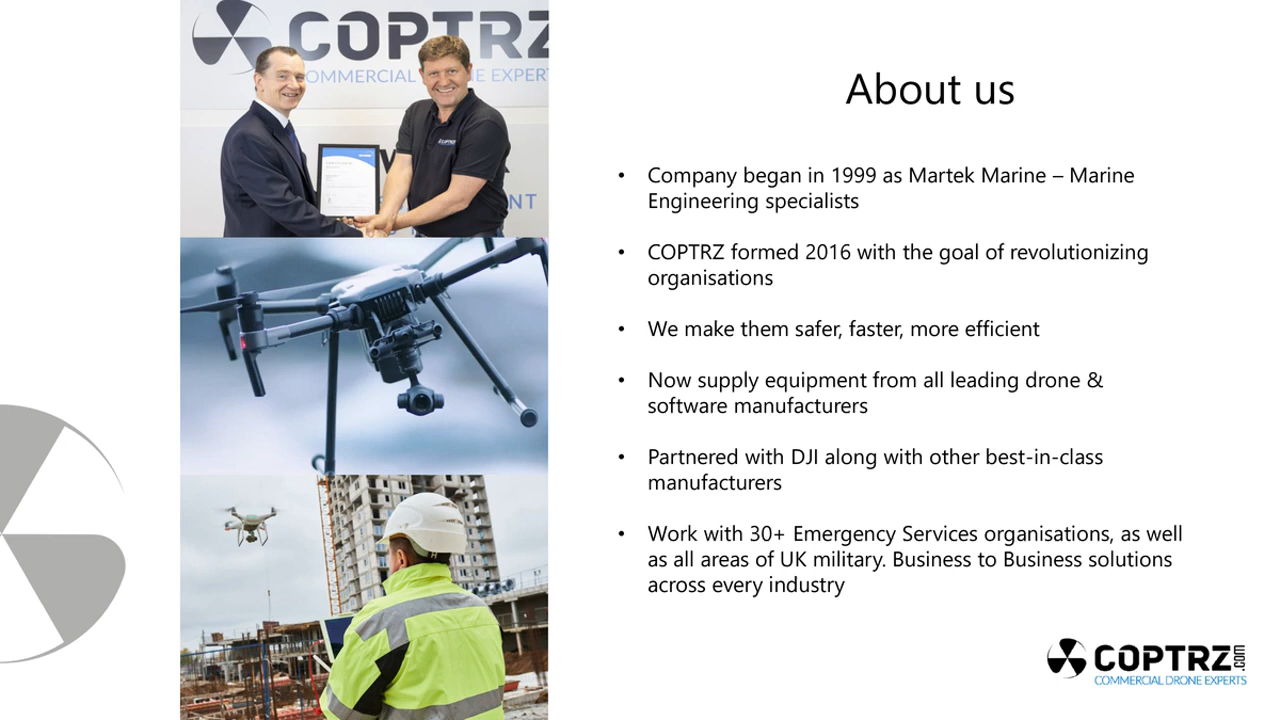 COPTRZ
COMMERCIAL DRONE EXPERT
COPTRZ
NT
About us
• Company began in 1999 as Martek Marine – Marine
Engineering specialists
• COPTRZ formed 2016 with the goal of revolutionizing
organisations
• We make them safer, faster, more efficient
• Now supply equipment from all leading drone &
software manufacturers
• Partnered with DJI along with other best-in-class
manufacturers
• Work with 30+ Emergency Services organisations, as well
as all areas of UK military. Business to Business solutions
across every industry
COPTRZ.com
COMMERCIAL DRONE EXPERTS